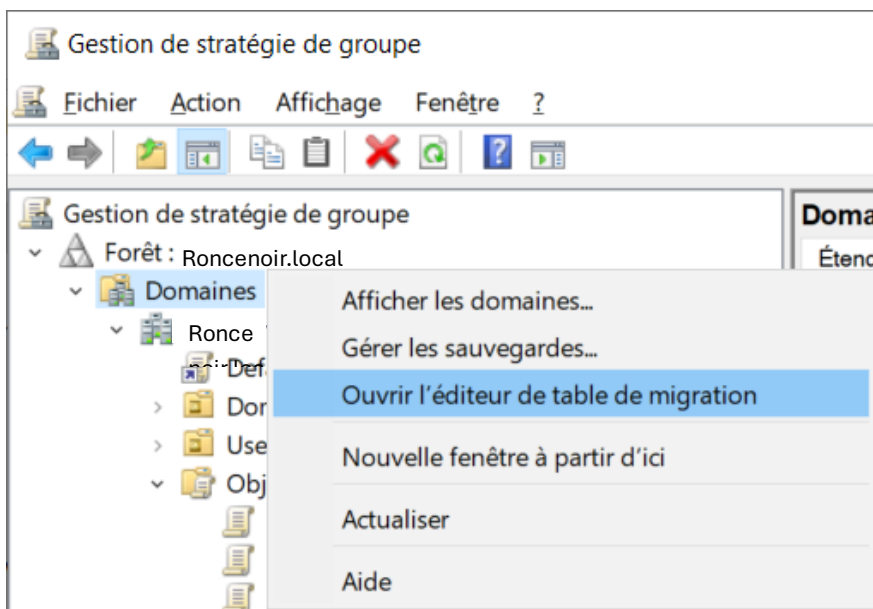 Gestion de stratégie de groupe
Fichier Action Affichage Fenêtre ?
Gestion de stratégie de groupe
Doma
Forêt : Roncenoir.local
Étend
Domaines
Afficher les domaines...
Ronce
Gérer les sauvegardes...
Defa
Ouvrir l'éditeur de table de migration
Dor
Use
Nouvelle fenêtre à partir d'ici
Obj
Actualiser
Aide